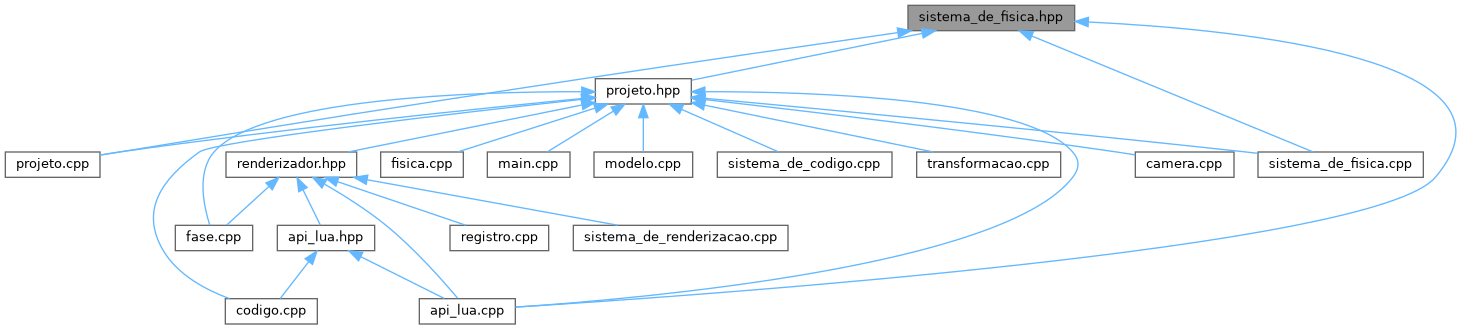 sistema_de_fisica.hpp
projeto.hpp
projeto.cpp
renderizador.hpp
fisica.cpp
main.cpp
modelo.cpp
sistema_de_codigo.cpp
transformacao.cpp
camera.cpp
sistema_de_fisica.cpp
fase.cpp
api_lua.hpp
registro.cpp
sistema_de_renderizacao.cpp
codigo.cpp
api_lua.cpp